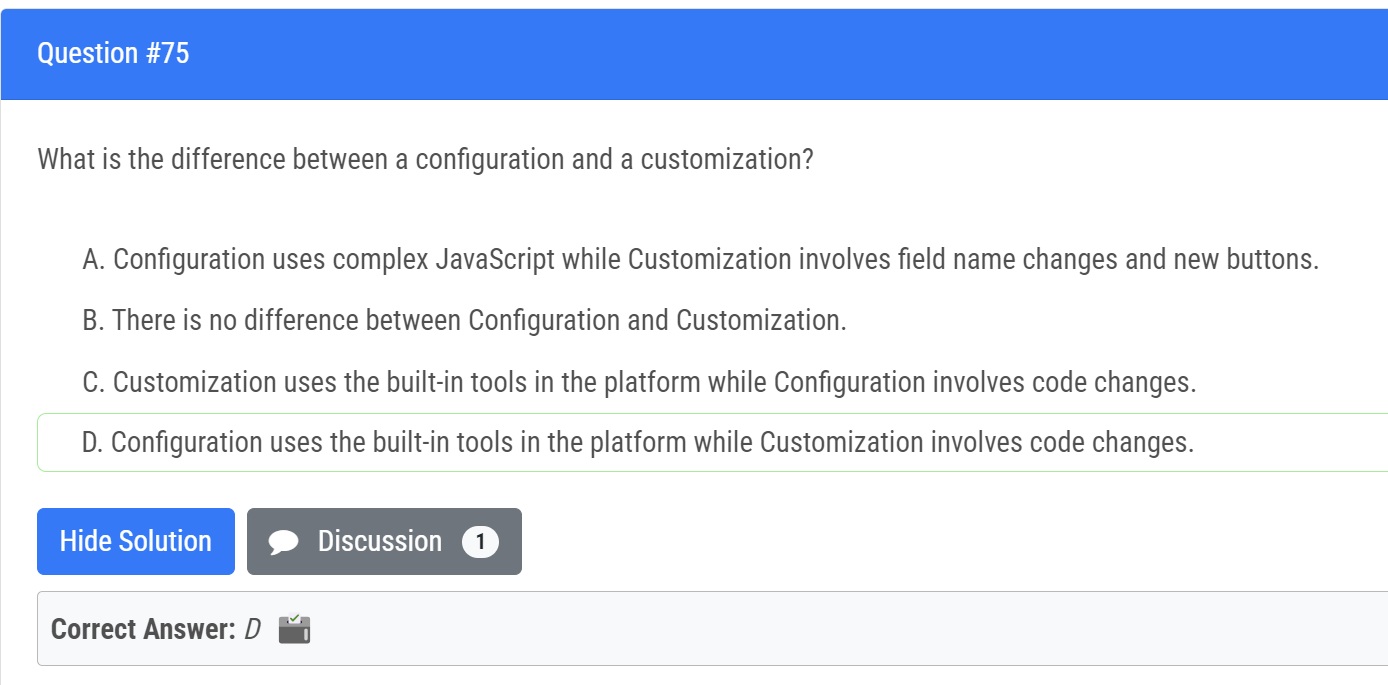 Question #75
What is the difference between a configuration and a customization?
A. Configuration uses complex JavaScript while Customization involves field name changes and new buttons.
B. There is no difference between Configuration and Customization.
C. Customization uses the built-in tools in the platform while Configuration involves code changes.
D. Configuration uses the built-in tools in the platform while Customization involves code changes.
Hide Solution Discussion 1
Correct Answer: D